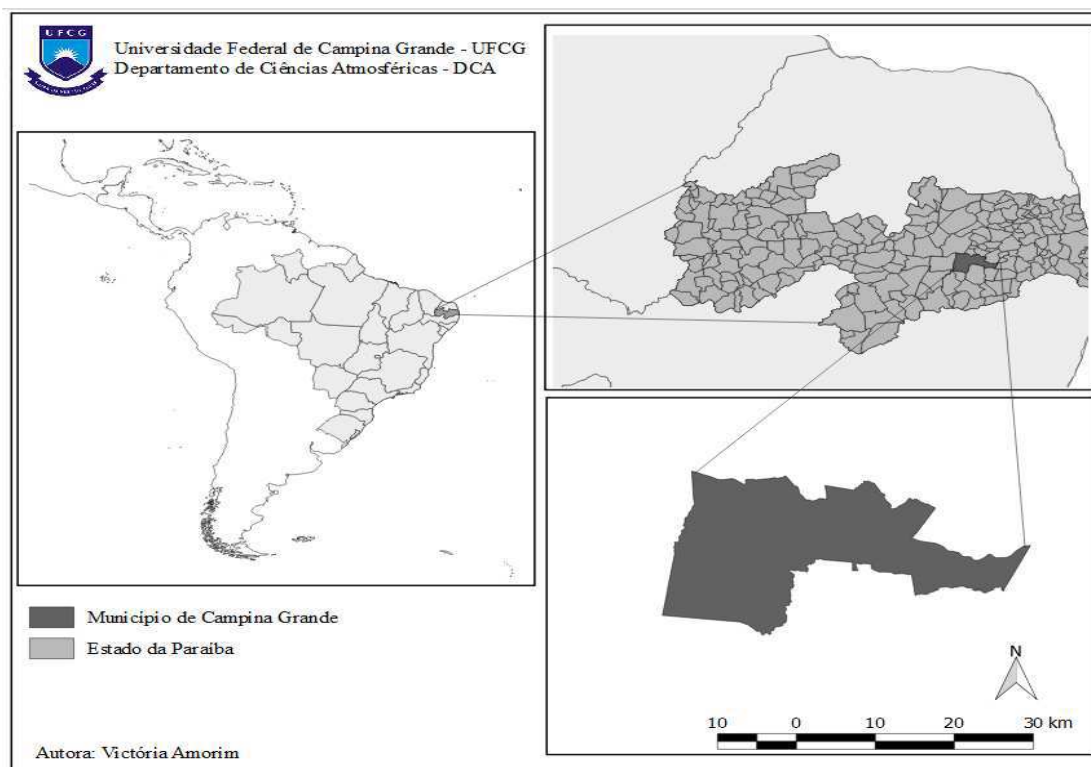 UFCG
Universidade Federal de Campina Grande - UFCG
Departamento de Ciências Atmosféricas - DCA
Município de Campina Grande
Estado da Paraíba
Autora: Victória Amorim
N
10 0 10 20 30 km